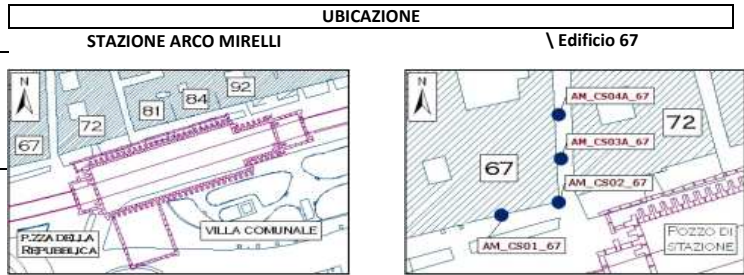 UBICAZIONE
STAZIONE ARCO MIRELLI
\ Edificio 67
N
92
84
81
72
67
P.ZZA DELLA
REPUBBLICA
VILLA COMUNALE
N
AM_CS04A_67
72
AM_CS03A_67
67
AM_CS02_67
AM_CS01_67
POZZO DI
STAZIONE